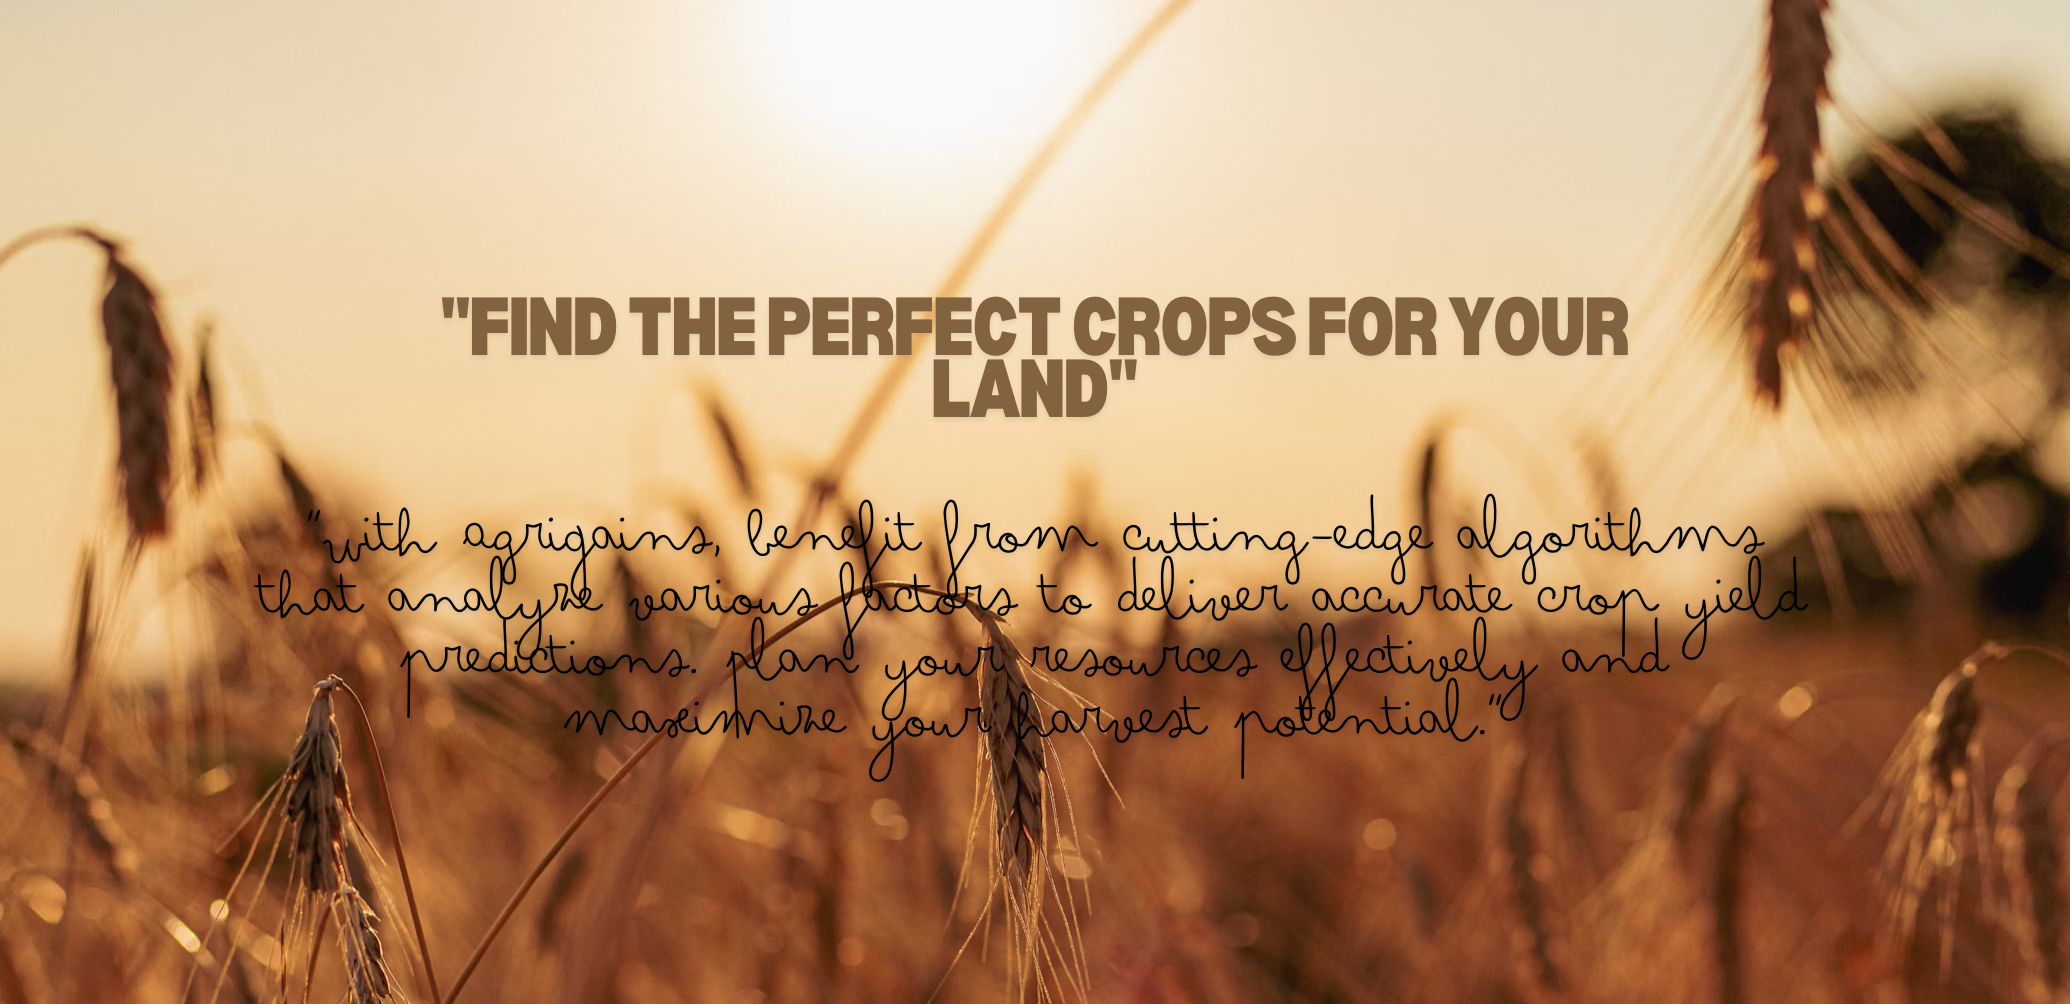 "FIND THE PERFECT CROPS FOR YOUR
LAND"
"with agrigains, benefit from cutting-edge algorithms
that analyze various factors to deliver accurate crop yield
predictions. plan your resources effectively and
maximize your harvest potential."